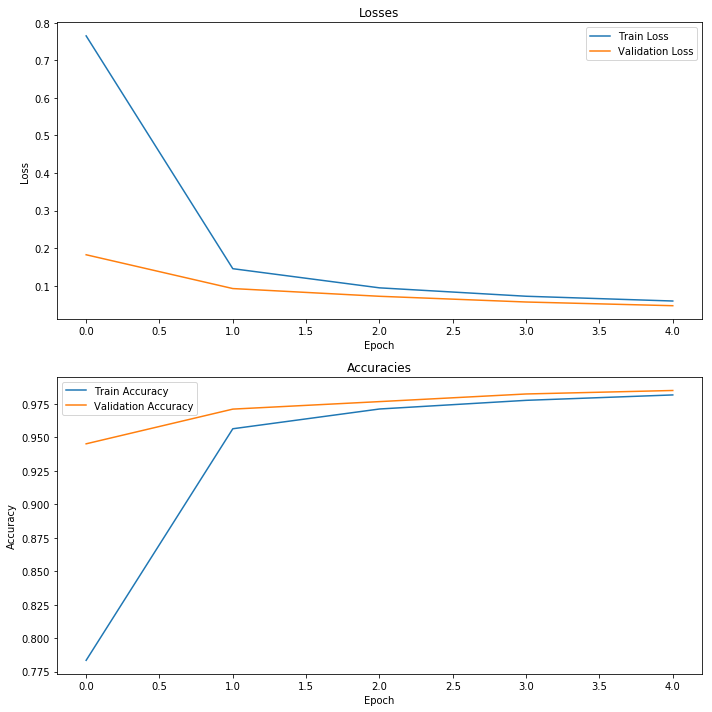 Losses
0.8
0.7
0.6
0.5
0.4
0.3
0.2
0.1
Loss
Train Loss
Validation Loss
0.0 0.5 1.0 1.5 2.0 2.5 3.0 3.5 4.0
Epoch
Accuracies
0.975
0.950
0.925
0.900
0.875
0.850
0.825
0.800
0.775
Accuracy
Train Accuracy
Validation Accuracy
0.0 0.5 1.0 1.5 2.0 2.5 3.0 3.5 4.0
Epoch